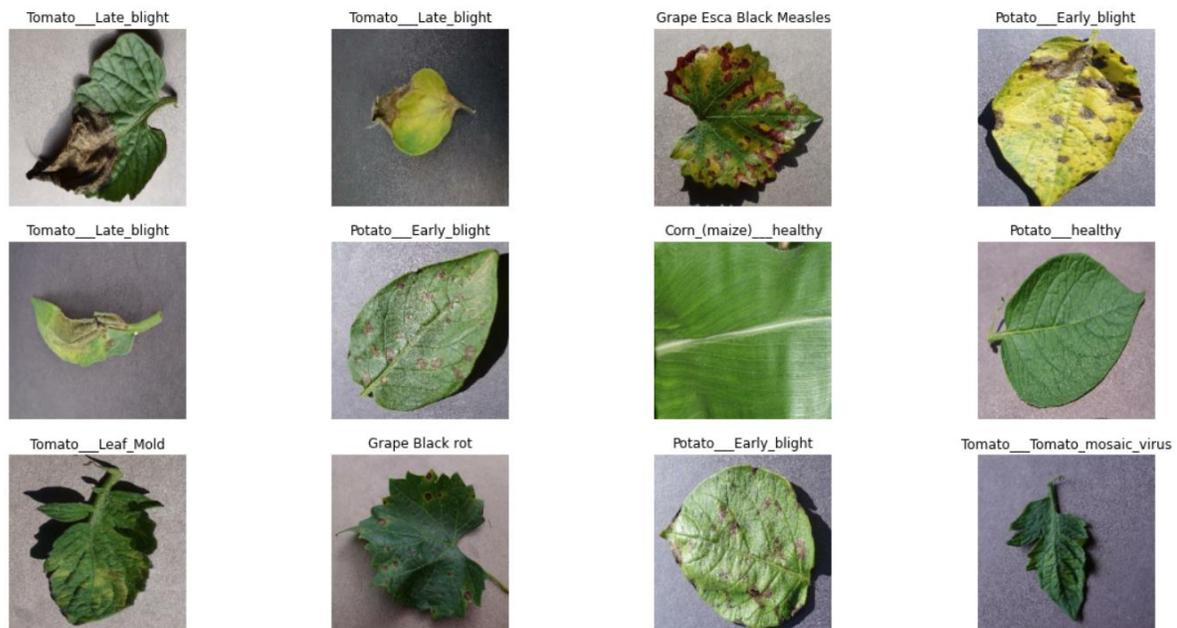 Tomato___Late_blight
Tomato___Late_blight
Grape Esca Black Measles
Potato___Early_blight
Tomato___Late_blight
Potato___Early_blight
Corn_(maize)___healthy
Potato___healthy
Tomato___Leaf_Mold
Grape Black rot
Potato___Early_blight
Tomato___Tomato_mosaic_virus